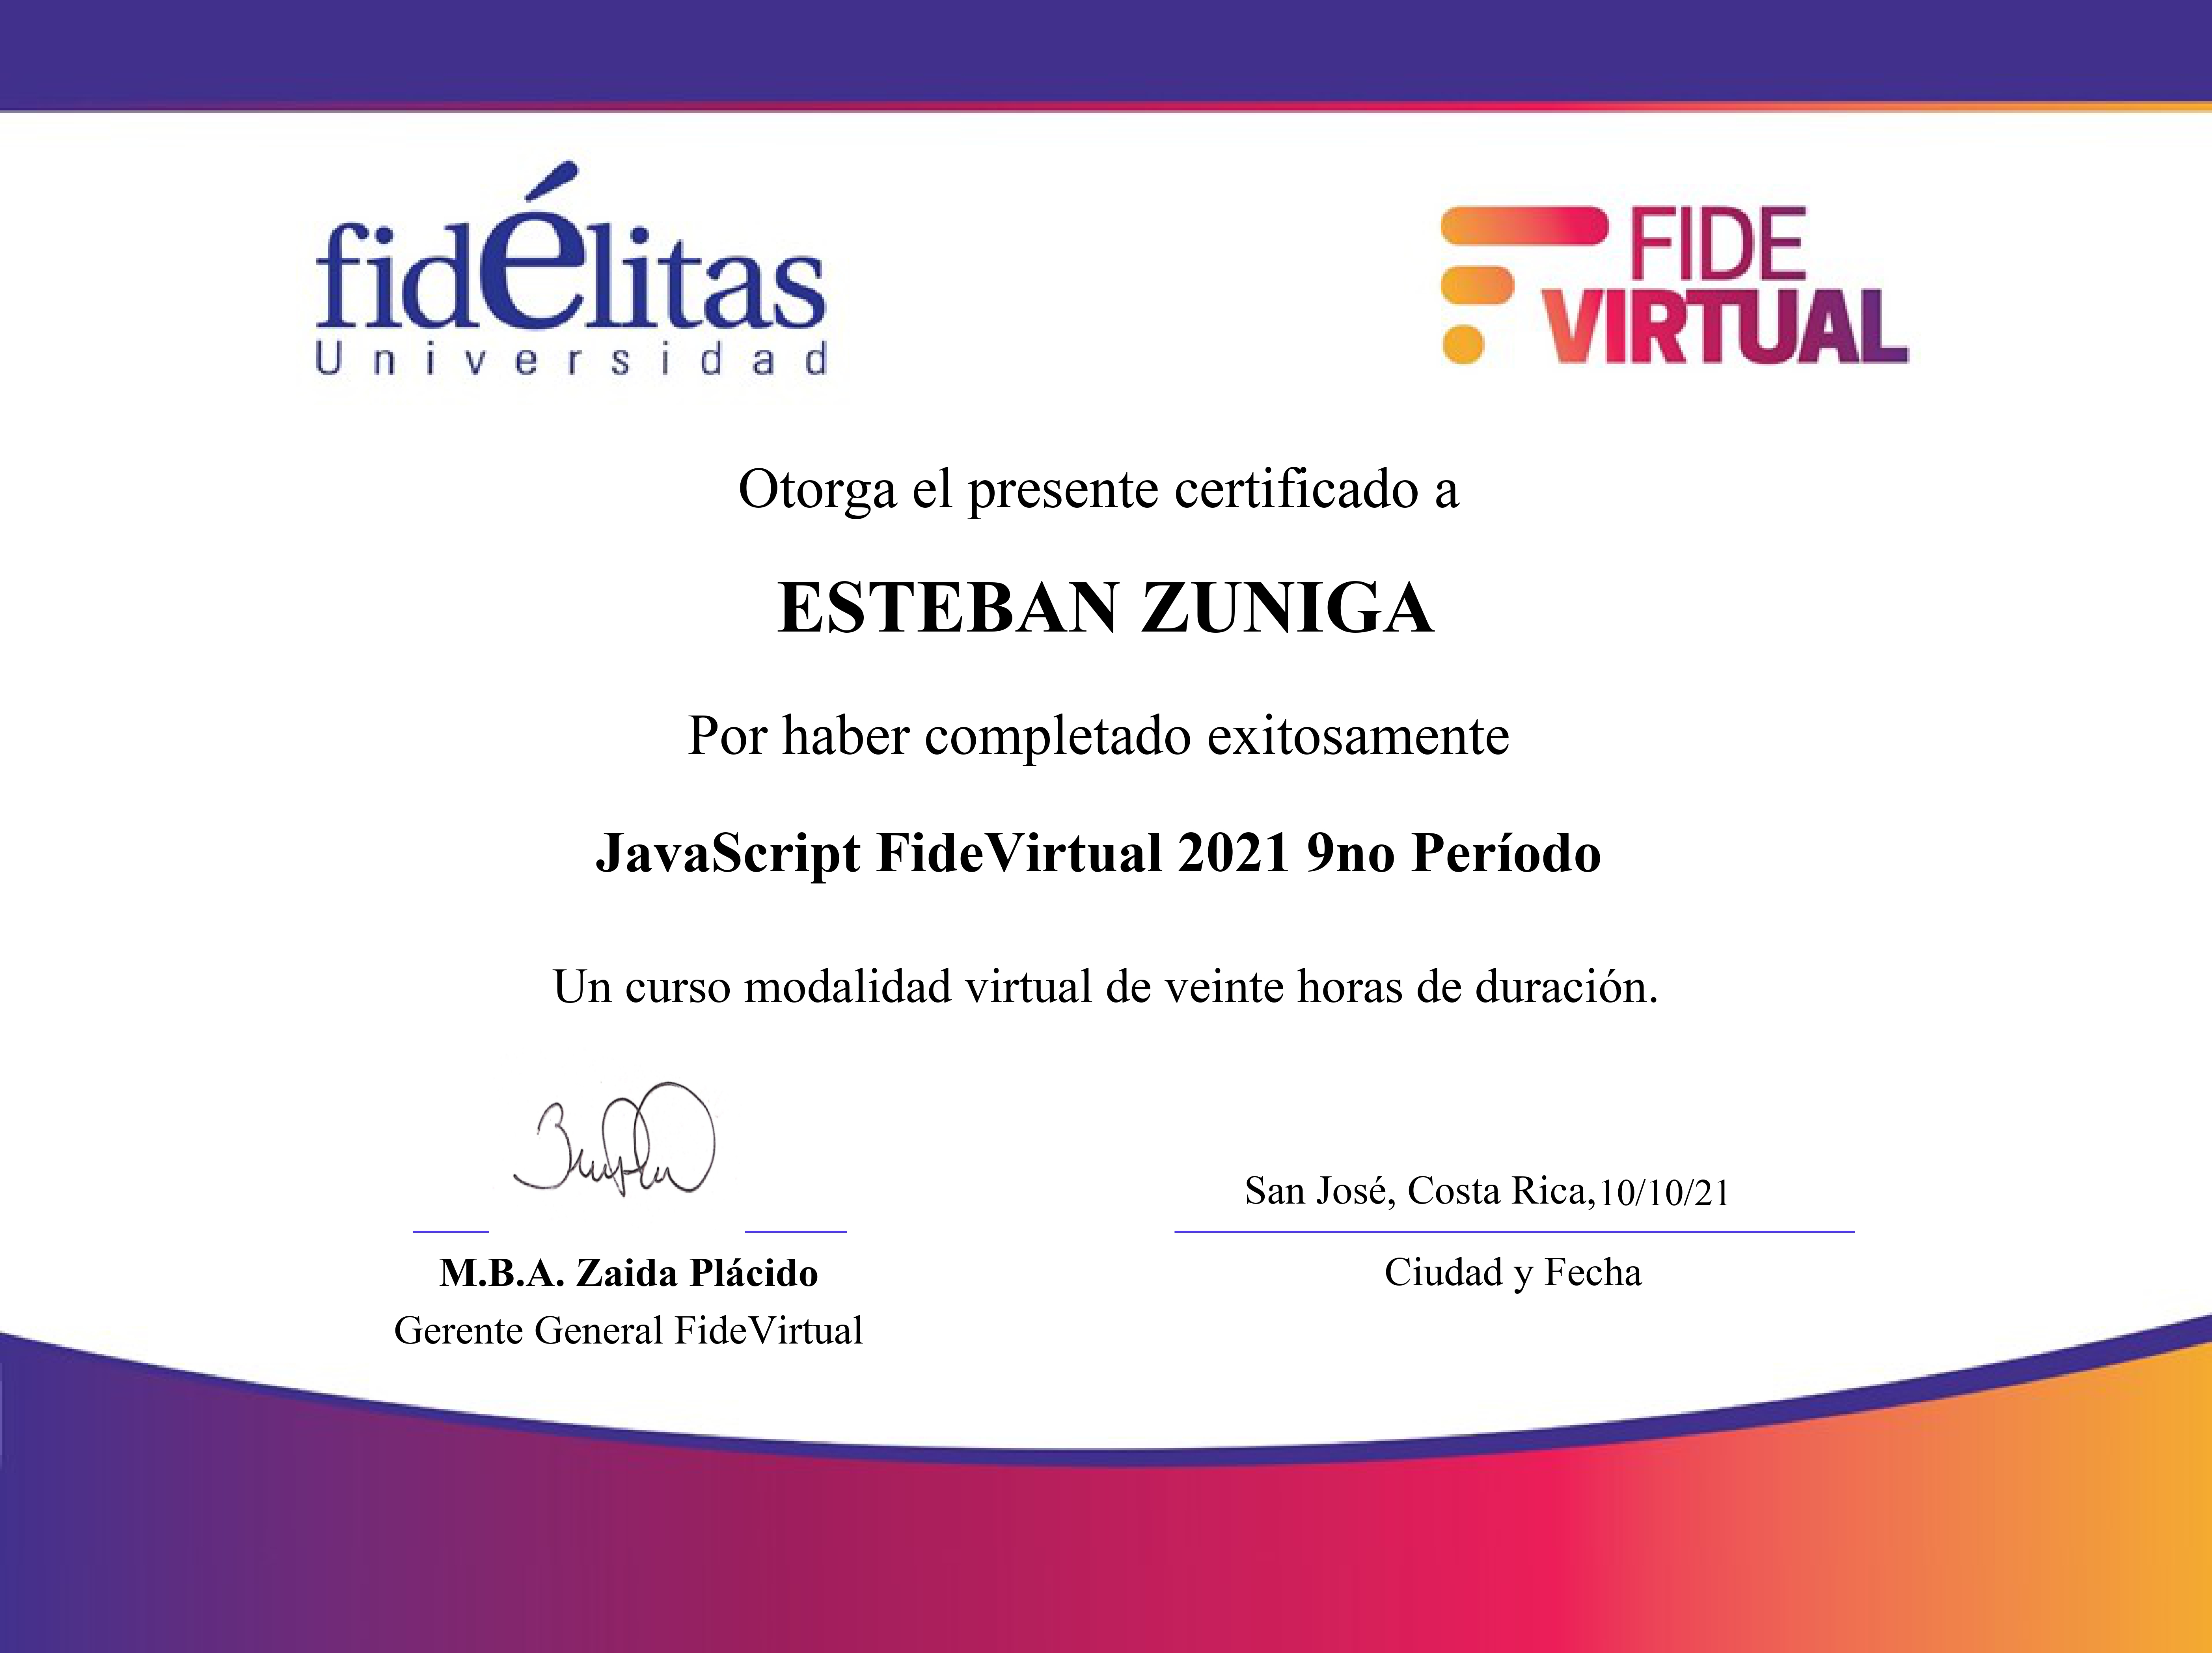 fidélitas
Universidad
FIDE
VIRTUAL
Otorga el presente certificado a
ESTEBAN ZUNIGA
Por haber completado exitosamente
JavaScript FideVirtual 2021 9no Período
Un curso modalidad virtual de veinte horas de duración.
San José, Costa Rica,10/10/21
M.B.A. Zaida Plácido
Ciudad y Fecha
Gerente General FideVirtual